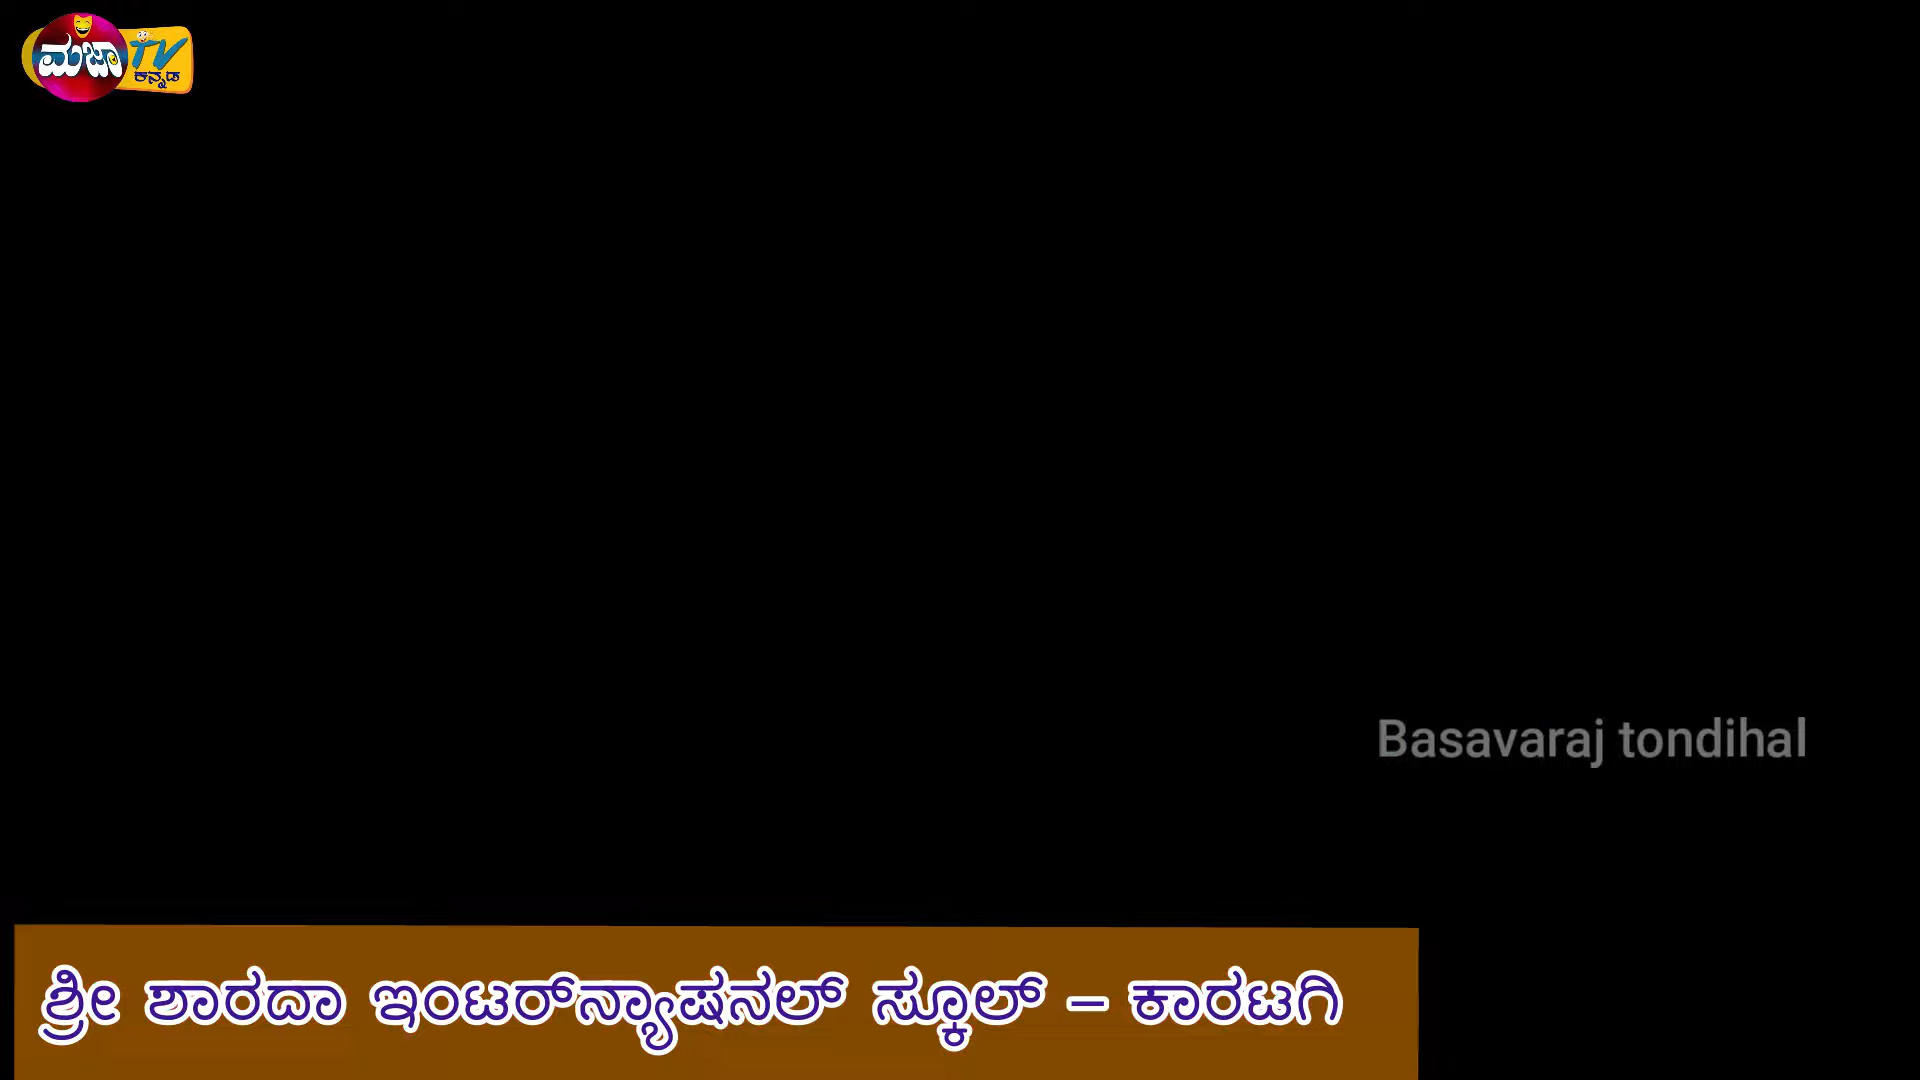 ಮಜಾ TV
ಕನ್ನಡ
Basavaraj tondihal
ಶ್ರೀ ಶಾರದಾ ಇಂಟರ್‌ನ್ಯಾಷನಲ್ ಸ್ಕೂಲ್ – ಕಾರಟಗಿ